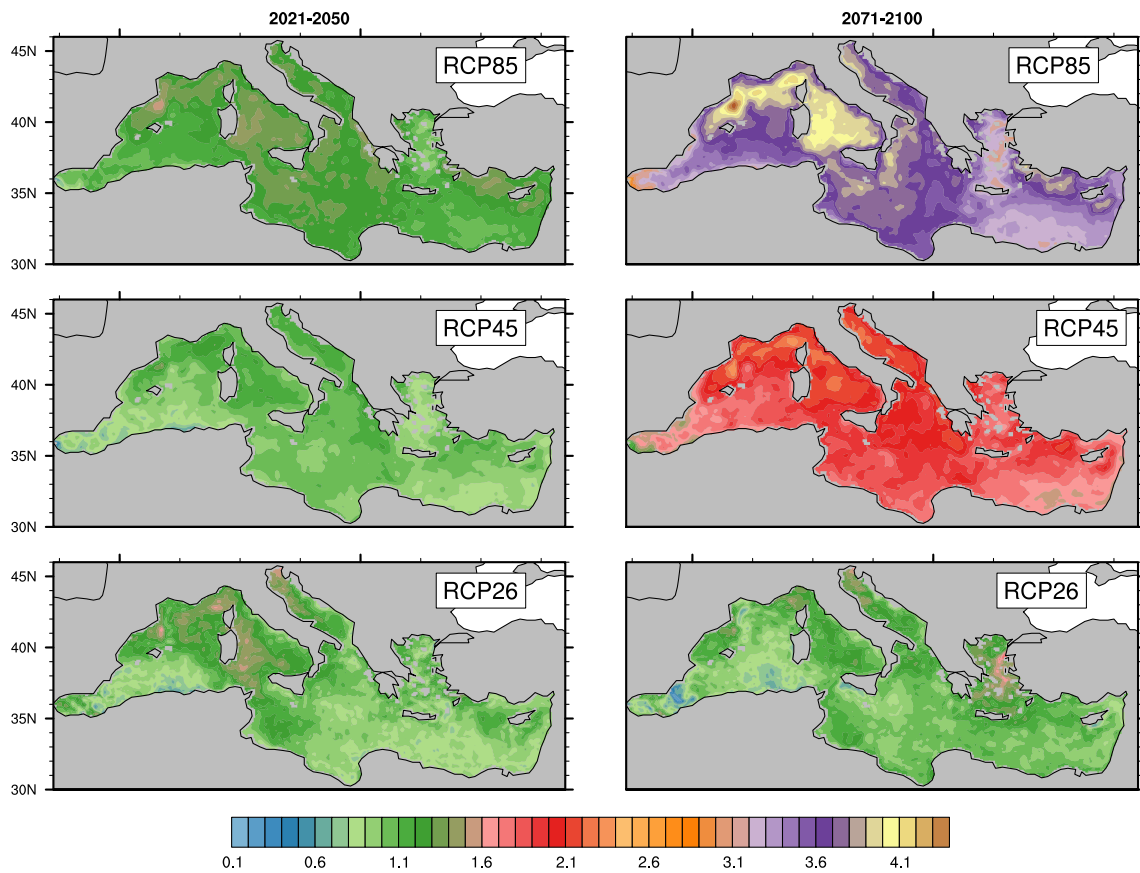 2021-2050 2071-2100
45N
RCP85 RCP85
40N
35N
30N
45N
RCP45 RCP45
40N
35N
30N
45N
RCP26 RCP26
40N
35N
30N
0.1 0.6 1.1 1.6 2.1 2.6 3.1 3.6 4.1